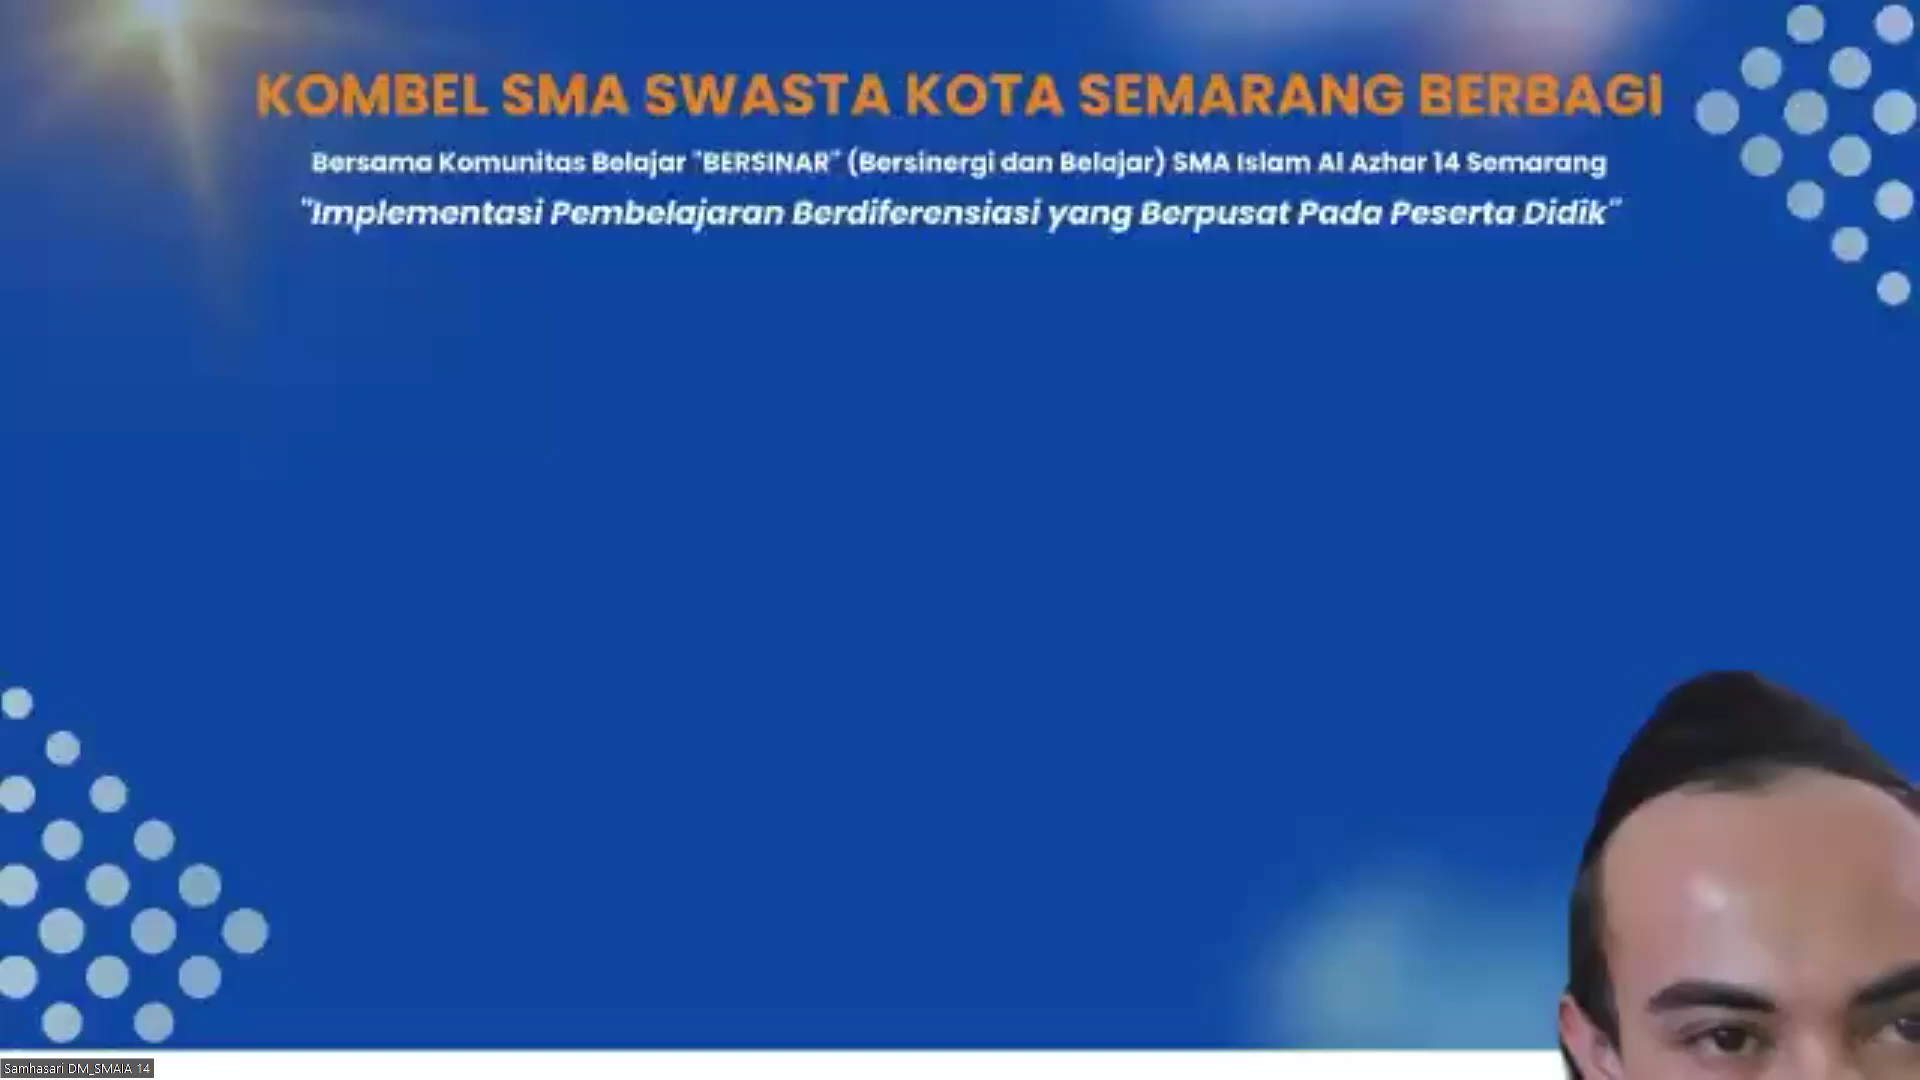 KOMBEL SMA SWASTA KOTA SEMARANG BERBAGI
Bersama Komunitas Belajar "BERSINAR" (Bersinergi dan Belajar) SMA Islam Al Azhar 14 Semarang
"Implementasi Pembelajaran Berdiferensiasi yang Berpusat Pada Peserta Didik"
Samhasari DM_SMAIA 14